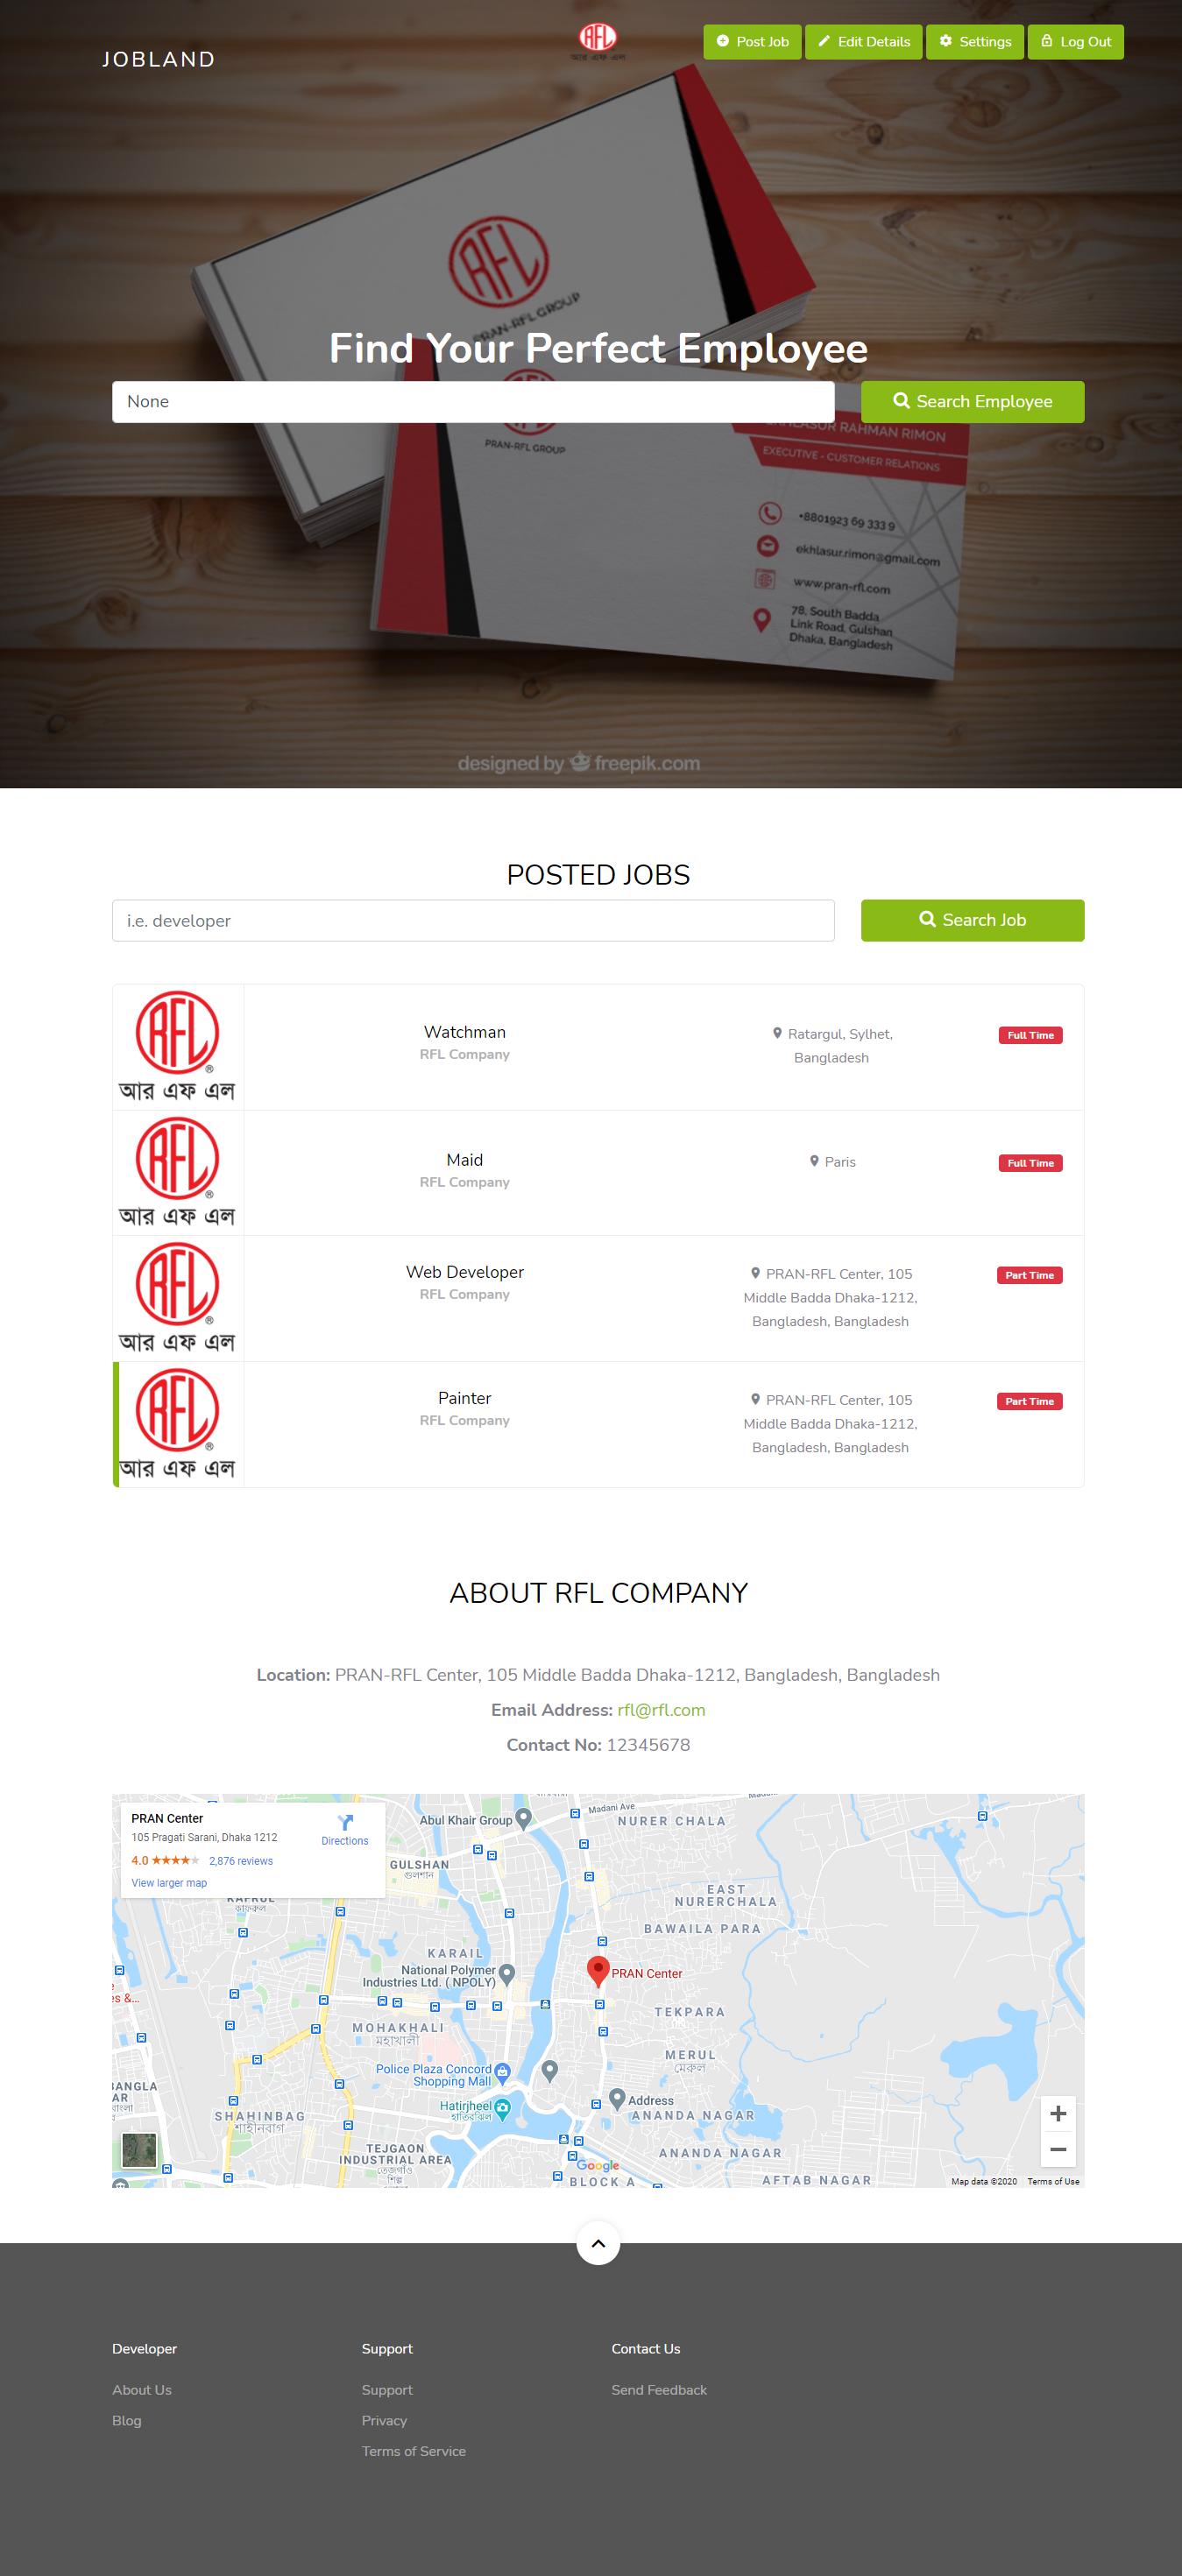 JOBLAND
RFL
আর এফ এল
Post Job
Edit Details
Settings
Log Out
RFL
PRAN-RFL GROUP
Find Your Perfect Employee
None
Search Employee
RAHMAN RIMON
PRAN-RFL GROUP
EXECUTIVE - CUSTOMER RELATIONS
+8801923 69 333 9
ekhlasur.rimon@gmail.com
www.pran-rfl.com
78, South Badda
Link Road, Gulshan
Dhaka, Bangladesh
designed by freepik.com
POSTED JOBS
i.e. developer
Search Job
RFL®
আর এফ এল
Watchman
RFL Company
Ratargul, Sylhet,
Bangladesh
Full Time
RFL®
আর এফ এল
Maid
RFL Company
Paris
Full Time
RFL®
আর এফ এল
Web Developer
RFL Company
PRAN-RFL Center, 105
Middle Badda Dhaka-1212,
Bangladesh, Bangladesh
Part Time
RFL®
আর এফ এল
Painter
RFL Company
PRAN-RFL Center, 105
Middle Badda Dhaka-1212,
Bangladesh, Bangladesh
Part Time
ABOUT RFL COMPANY
Location: PRAN-RFL Center, 105 Middle Badda Dhaka-1212, Bangladesh, Bangladesh
Email Address: rfl@rfl.com
Contact No: 12345678
PRAN Center
105 Pragati Sarani, Dhaka 1212
4.0
2,876 reviews
View larger map
Directions
Abul Khair Group
Madani Ave
NURER CHALA
GULSHAN
গুলশান
KAFRUL
কাফরুল
EAST
NURERCHALA
BAWAILA PARA
KARAIL
National Polymer
Industries Ltd. ( NPOLY)
PRAN Center
es &...
TEKPARA
MOHAKHALI
মহাখালী
MERUL
মেরুল
Police Plaza Concord
Shopping Mall
Hatirjheel
হাতিরঝিল
Address
ANANDA NAGAR
BANGLA
AR
বাংলা
SHAHINBAG
শাহীনবাগ
TEJGAON
INDUSTRIAL AREA
তেজগাঁও
শিল্প
ANANDA NAGAR
Google
BLOCK A
AFTAB NAGAR
Map data ©2020
Terms of Use
Developer
About Us
Blog
Support
Support
Privacy
Terms of Service
Contact Us
Send Feedback